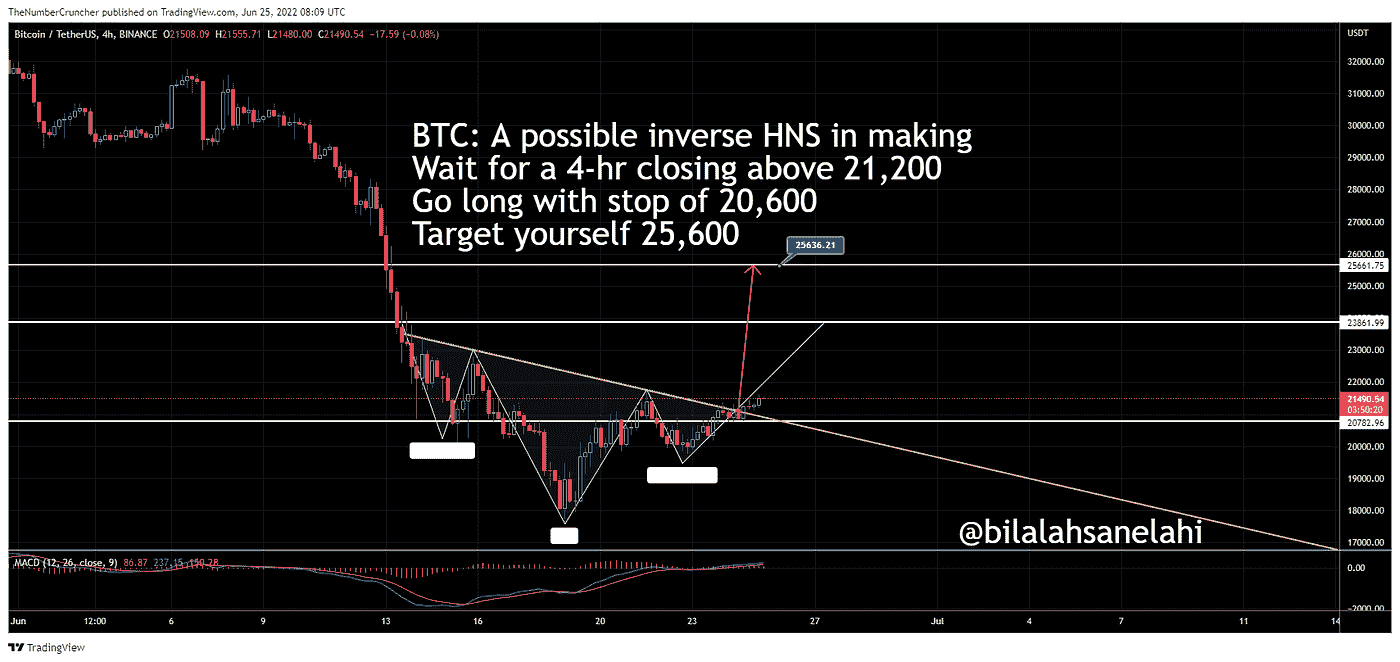 TheNumberCruncher published on TradingView.com, Jun 25, 2022 08:09 UTC
Bitcoin / TetherUS, 4h, BINANCE O21508.09 H21555.71 L21480.00 C21490.54 −17.59 (−0.08%)
USDT
32000.00
31000.00
30000.00
29000.00
28000.00
27000.00
26000.00
25000.00
23000.00
22000.00
20000.00
19000.00
18000.00
17000.00
BTC: A possible inverse HNS in making
Wait for a 4-hr closing above 21,200
Go long with stop of 20,600
Target yourself 25,600
25636.21
25661.75
23861.99
21490.54
03:50:20
20782.96
@bilalahsanelahi
MACD (12, 26, close, 9) 86.87 237.15 150.28
0.00
−2000.00
Jun 12:00 6 9 13 16 20 23 27 Jul 4 7 11 14
TradingView